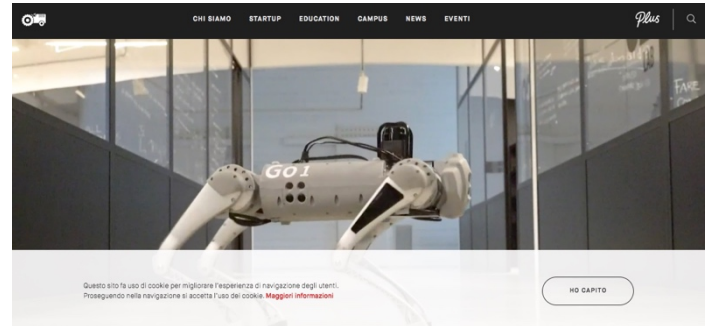 CHI SIAMO STARTUP EDUCATION CAMPUS NEWS EVENTI Plus
FARE
GO1
Questo sito fa uso di cookie per migliorare l'esperienza di navigazione degli utenti.
Proseguendo nella navigazione si accetta l'uso dei cookie. Maggiori informazioni
HO CAPITO